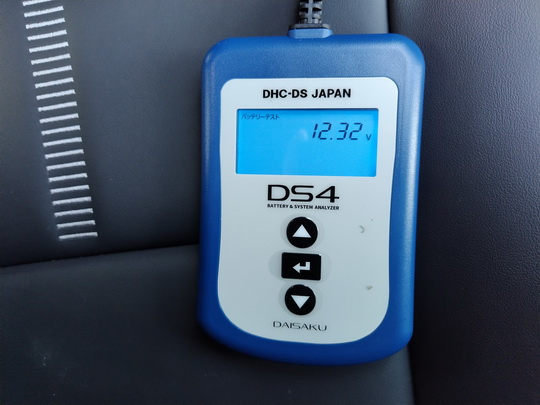 DHC-DS JAPAN
バッテリーテスト
12.32 v
DS4
BATTERY & SYSTEM ANALYZER
DAISAKU